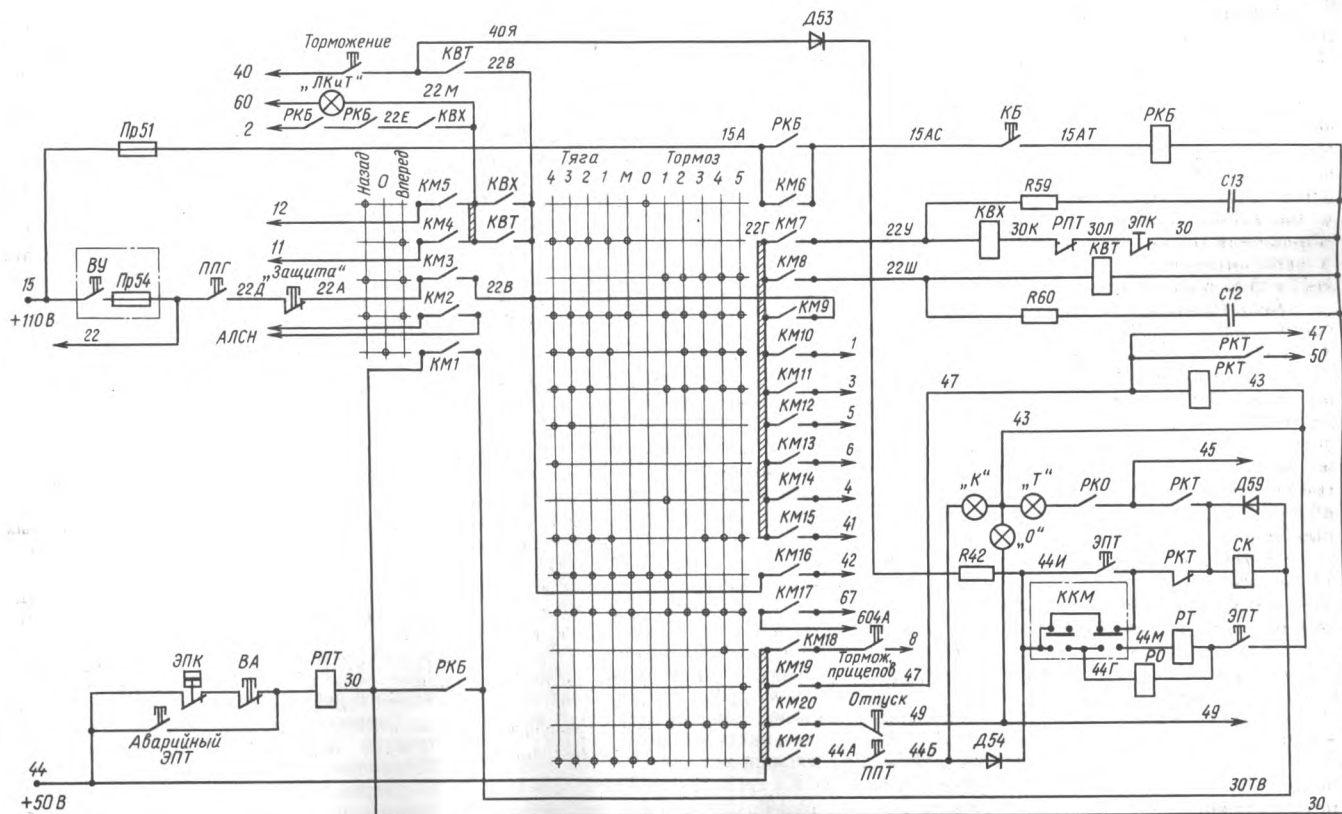 40Я
Д53
Торможение
КВТ
22В
40
„ЛКиТ"
22М
60
РКБ
РКБ
22Е
КВХ
2
Пр51
15А
РКБ
15АС
КБ
15АТ
РКБ
Назад
0
Вперед
Тяга
Тормоз
4 3 2 1 М 0 1 2 3 4 5
КМ5
КВХ
КМ6
R59
С13
12
КМ4
КВТ
22Г
КМ7
22У
КВХ
30К
РПТ
30Л
ЭПК
30
11
КМ3
КМ8
22Ш
КВТ
15
ВУ
Пр54
ППГ
22Д
„Защита"
22А
22В
+110В
КМ2
КМ9
R60
С12
22
АЛСН
КМ1
КМ10
1
47
РКТ
50
КМ11
3
47
РКТ
43
КМ12
5
43
КМ13
6
45
КМ14
4
„К"
„Т"
РКО
РКТ
Д59
КМ15
41
„О"
КМ16
42
R42
44И
ЭПТ
РКТ
СК
КМ17
67
ККМ
604А
КМ18
8
Тормож.
прицепов
44М
РТ
ЭПТ
44Г
РО
КМ19
47
ЭПК
ВА
РПТ
30
РКБ
КМ20
Отпуск
49
49
Аварийный
ЭПТ
КМ21
44А
ППТ
44Б
Д54
44
+50В
30ТВ
30